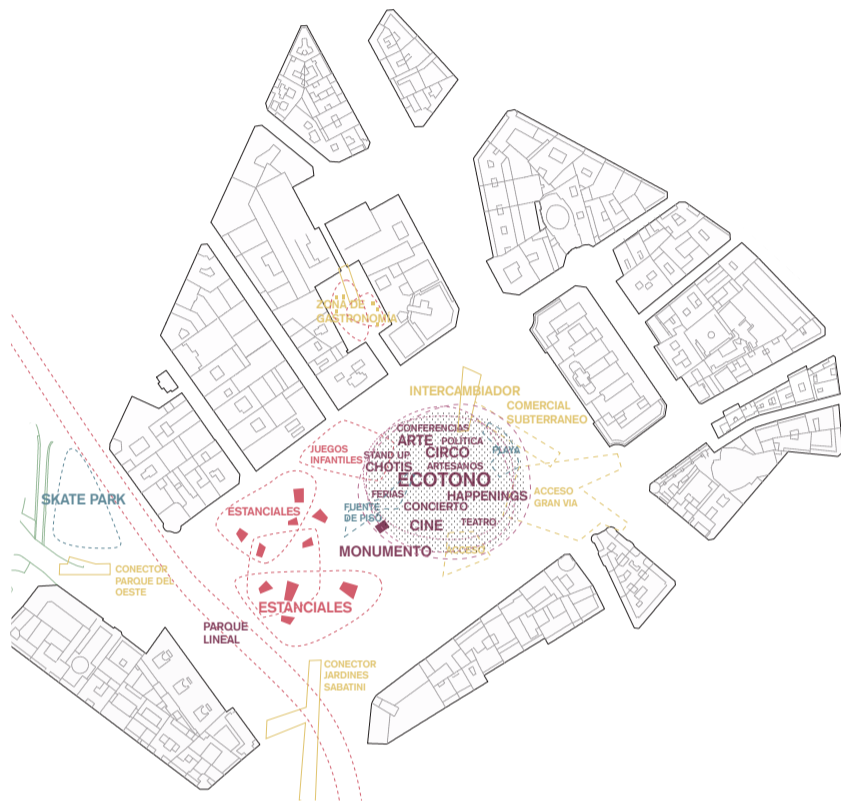 ZONA DE
GASTRONOMÍA
INTERCAMBIADOR
COMERCIAL
SUBTERRANEO
CONFERENCIAS
ARTE
POLÍTICA
JUEGOS
INFANTILES
STAND UP
CIRCO
PLAYA
CHOTIS
ARTESANOS
ECOTONO
SKATE PARK
FERIAS
HAPPENINGS
ACCESO
GRAN VIA
ESTANCIALES
FUENTE
DE PISO
CONCIERTO
CINE
TEATRO
MONUMENTO
ACCESO
CONECTOR
PARQUE DEL
OESTE
ESTANCIALES
PARQUE
LINEAL
CONECTOR
JARDINES
SABATINI